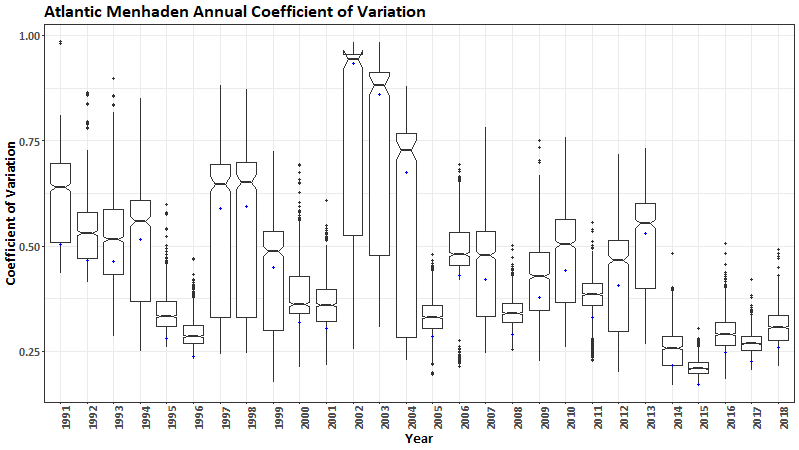 Atlantic Menhaden Annual Coefficient of Variation
Coefficient of Variation
1.00
0.75
0.50
0.25
1991 1992 1993 1994 1995 1996 1997 1998 1999 2000 2001 2002 2003 2004 2005 2006 2007 2008 2009 2010 2011 2012 2013 2014 2015 2016 2017 2018
Year